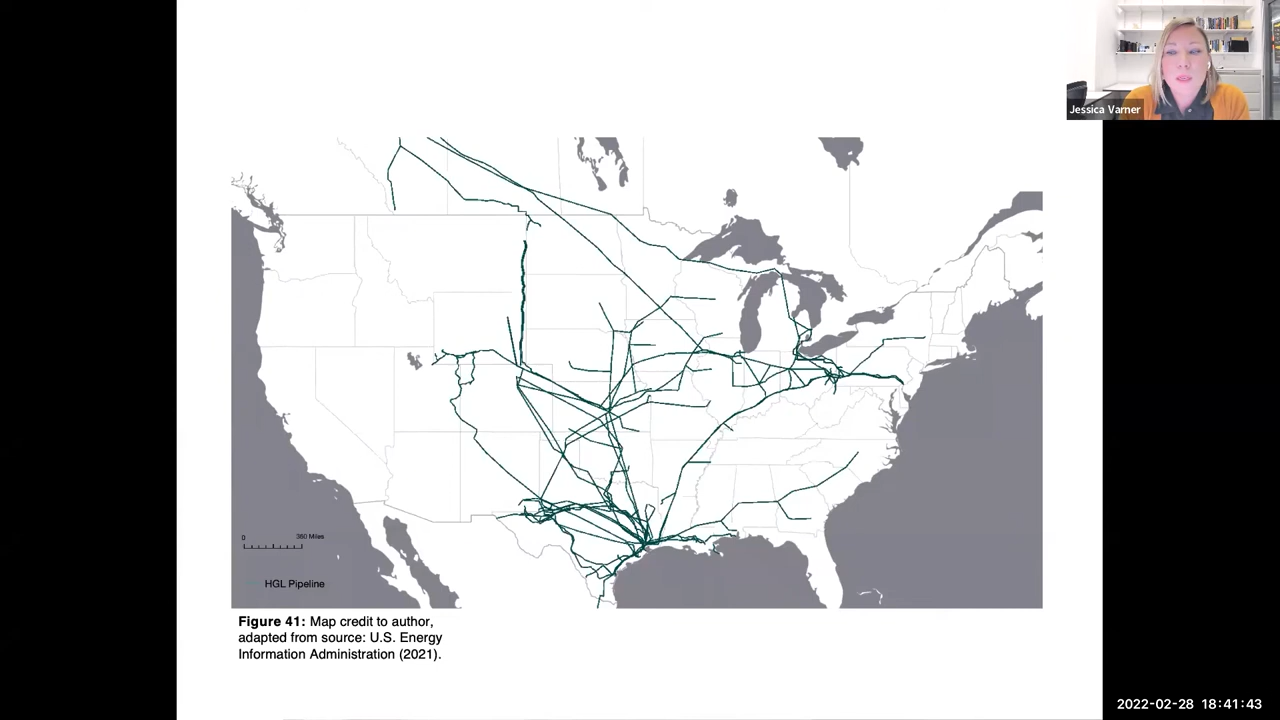 Jessica Varner
0
360 Miles
HGL Pipeline
Figure 41: Map credit to author,
adapted from source: U.S. Energy
Information Administration (2021).
2022-02-28 18:41:43